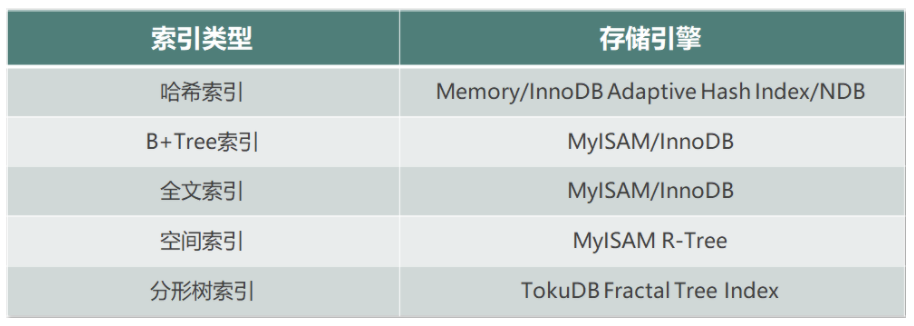 索引类型 存储引擎
哈希索引 Memory/InnoDB Adaptive Hash Index/NDB
B+Tree索引 MyISAM/InnoDB
全文索引 MyISAM/InnoDB
空间索引 MyISAM R-Tree
分形树索引 TokuDB Fractal Tree Index